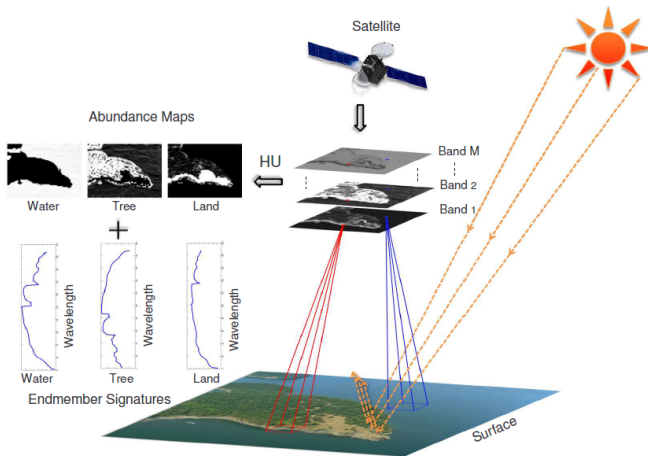 Satellite
Abundance Maps
Band M
HU
Band 2
Band 1
Water
Tree
Land
+
Wavelength
Wavelength
Wavelength
Water
Tree
Land
Endmember Signatures
Surface